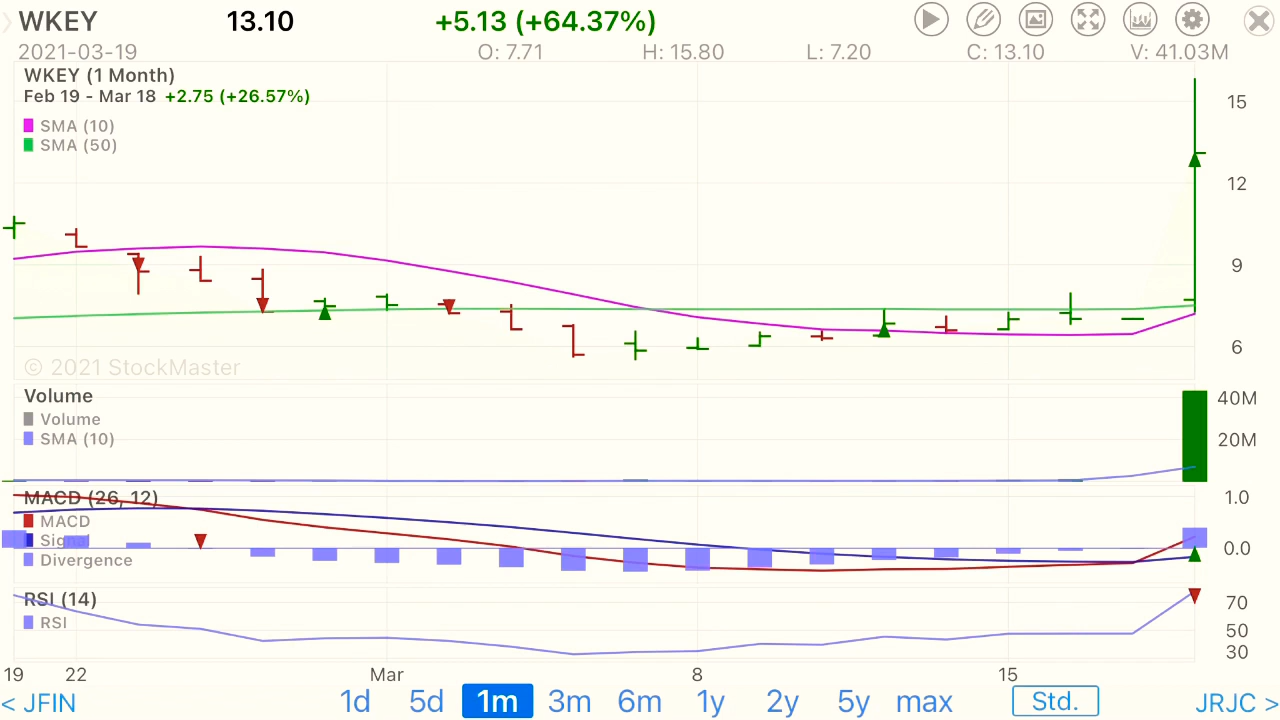 WKEY 13.10 +5.13 (+64.37%)
2021-03-19 O: 7.71 H: 15.80 L: 7.20 C: 13.10 V: 41.03M
WKEY (1 Month)
Feb 19 - Mar 18 +2.75 (+26.57%)
SMA (10)
SMA (50)
15
12
9
6
© 2021 StockMaster
Volume
Volume
SMA (10)
40M
20M
MACD (26, 12)
MACD
Signal
Divergence
1.0
0.0
RSI (14)
RSI
70
50
30
19 22 Mar 8 15
< JFIN 1d 5d 1m 3m 6m 1y 2y 5y max Std. JRJC >